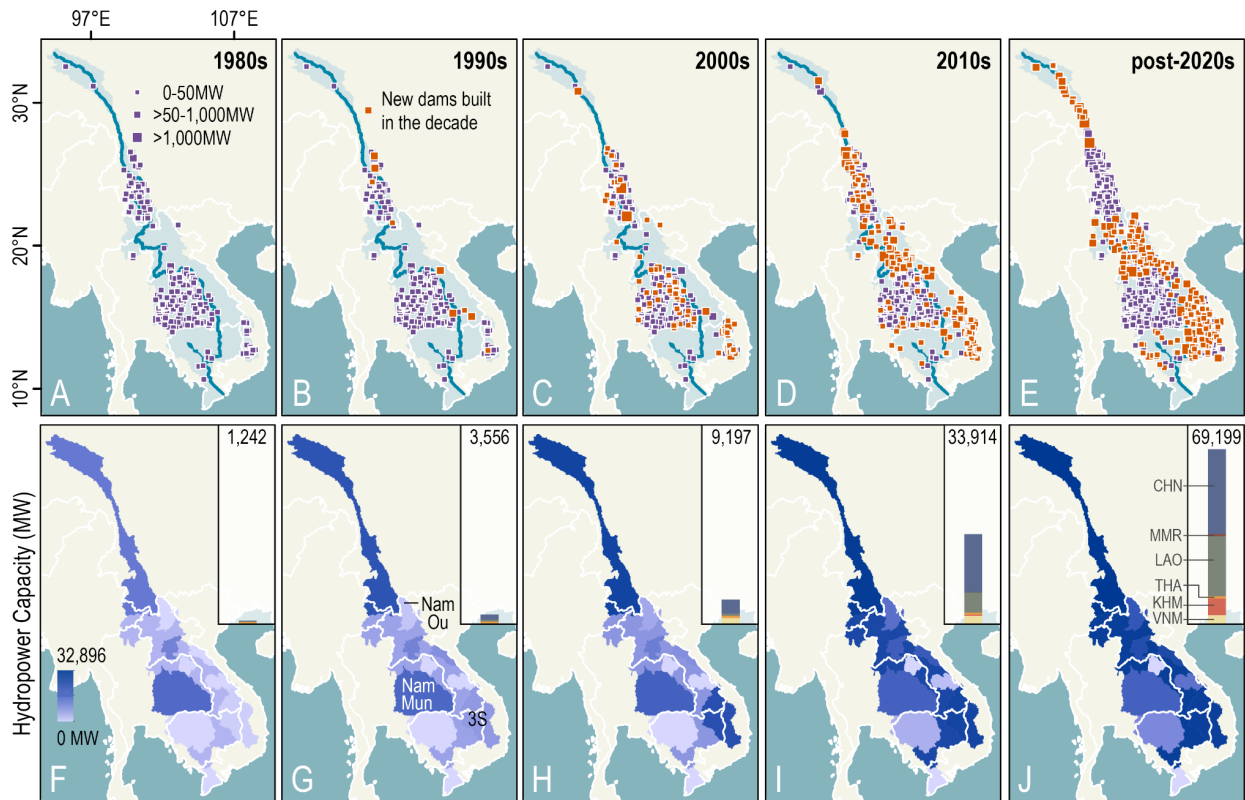 97°E 107°E
1980s
1990s
2000s
2010s
post-2020s
30°N
20°N
10°N
0-50MW
>50-1,000MW
>1,000MW
New dams built
in the decade
A
B
C
D
E
1,242
3,556
9,197
33,914
69,199
Hydropower Capacity (MW)
32,896
0 MW
Nam
Ou
Nam
Mun
3S
CHN
MMR
LAO
THA
KHM
VNM
F
G
H
I
J